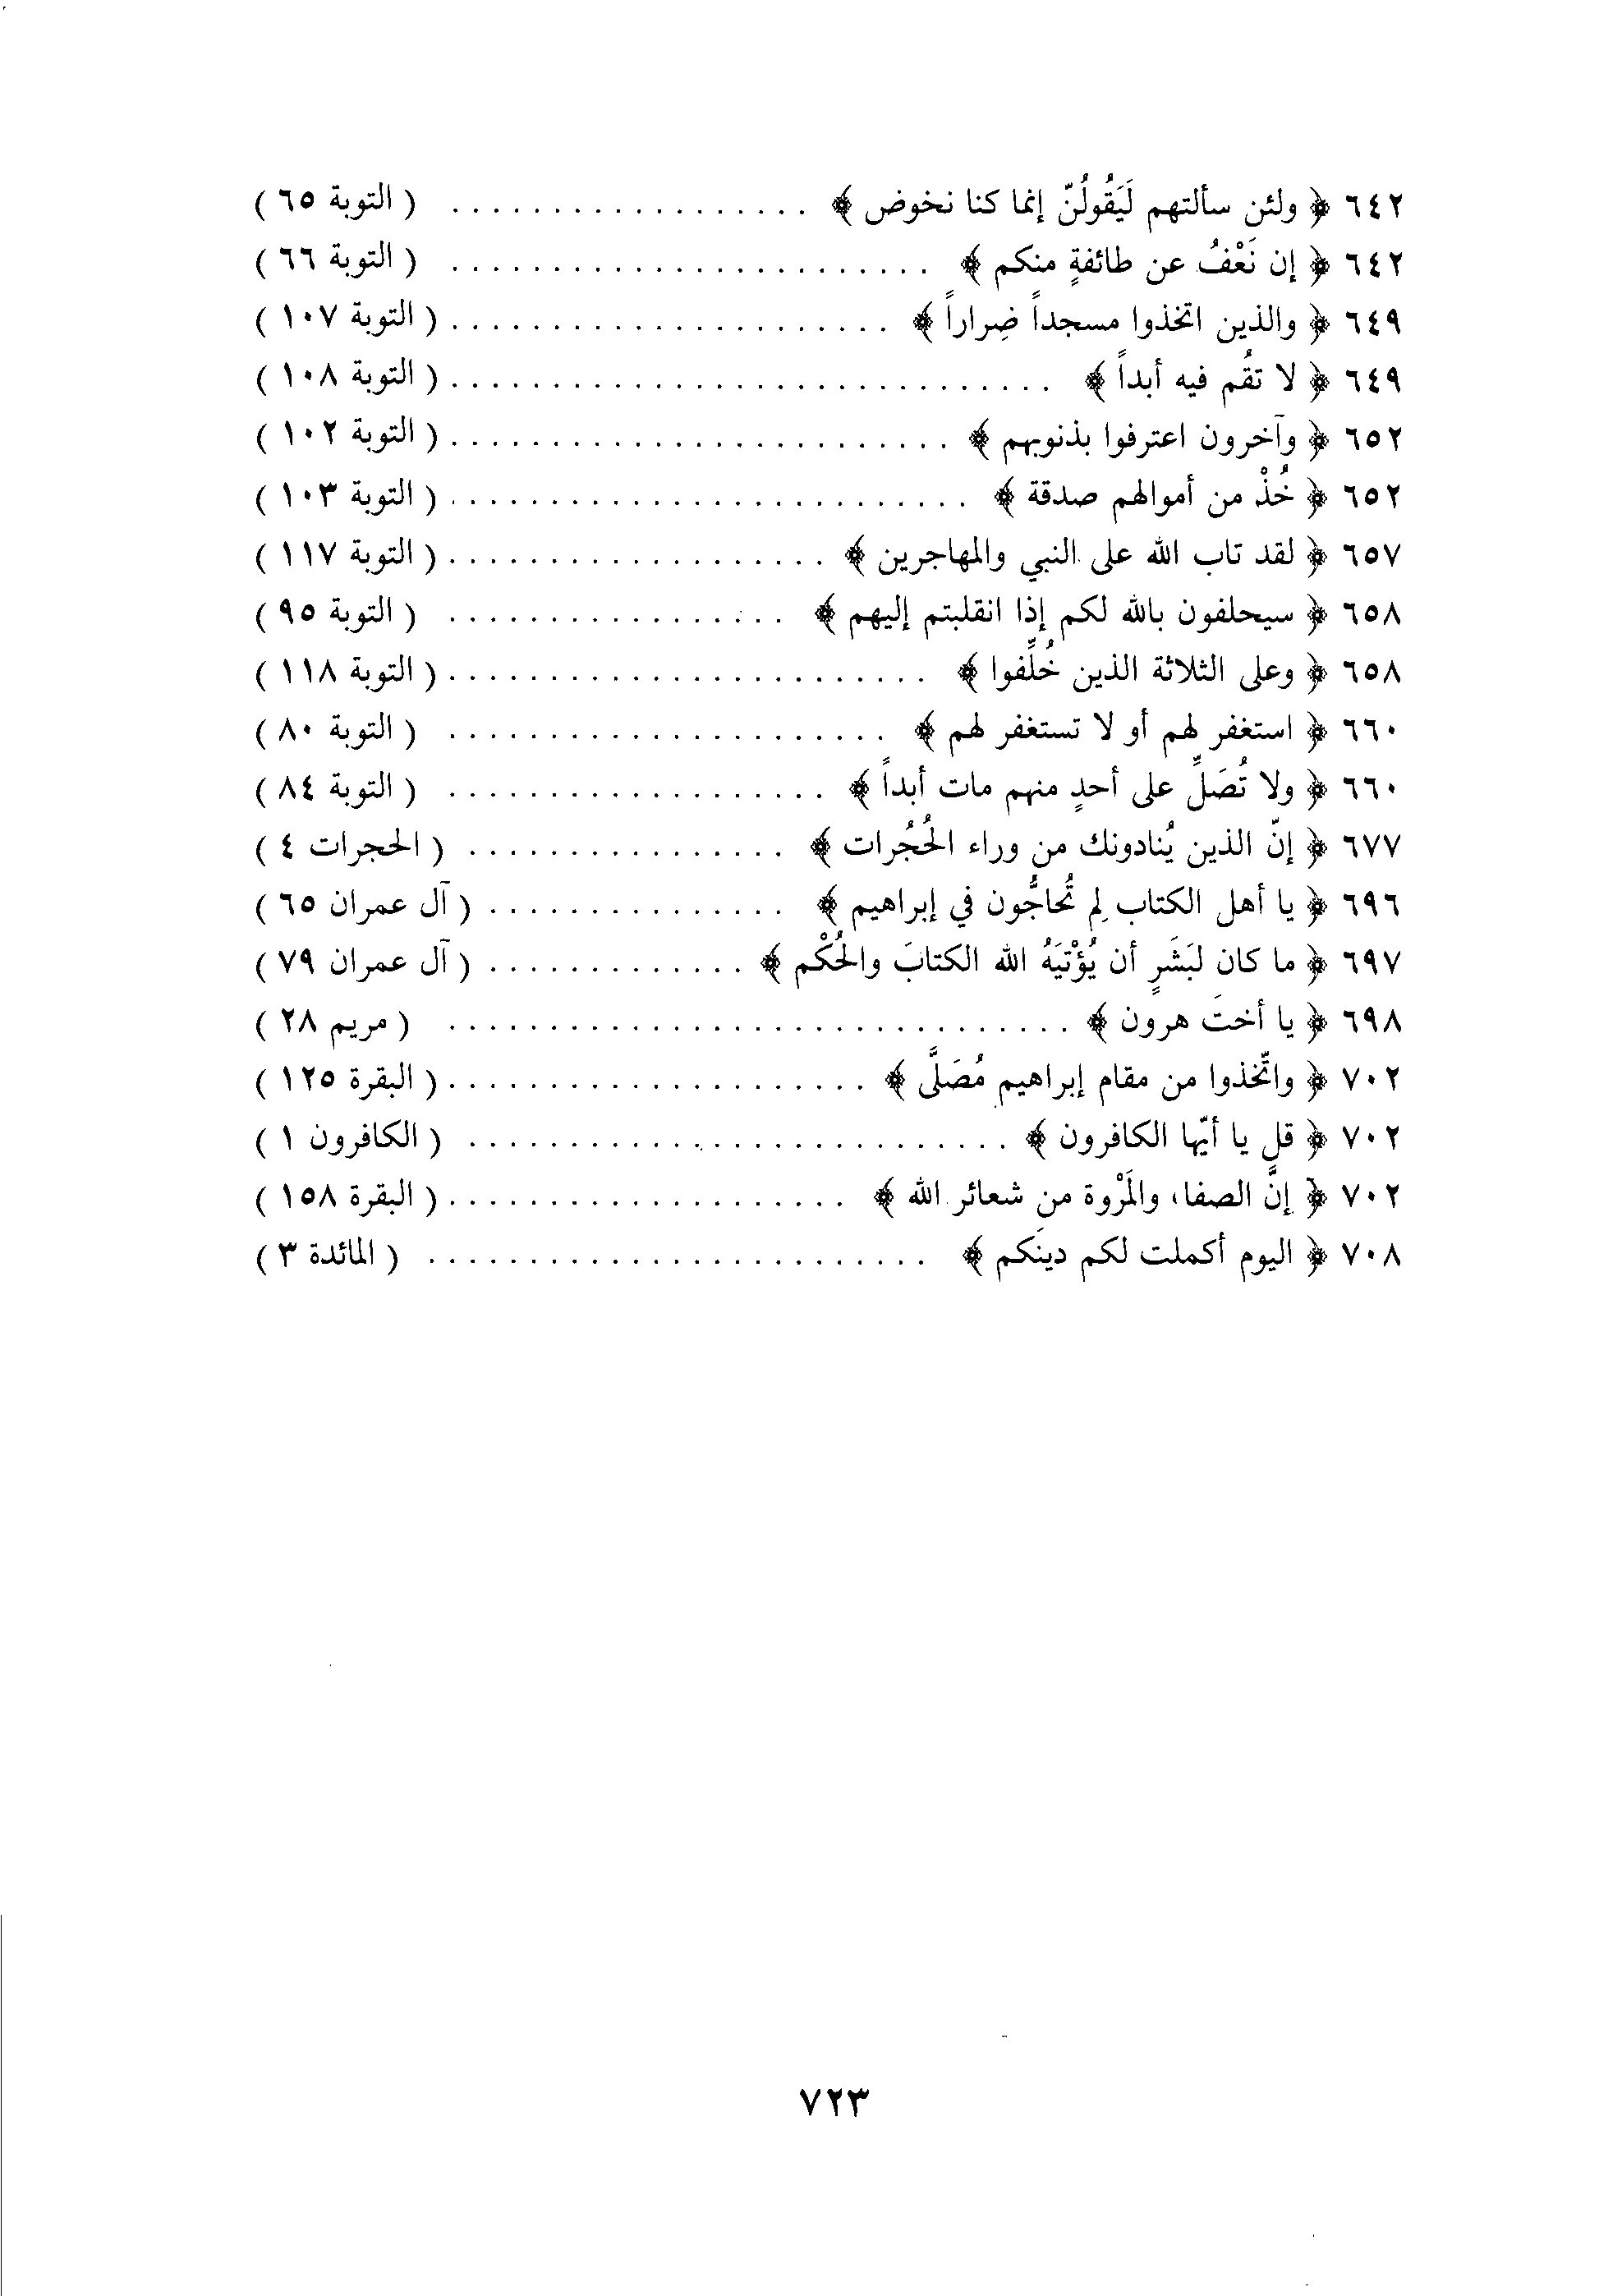 ٦٤٢ ﴿ ولئن سألتهم لَيَقُولُنّ إنما كنا نخوض ﴾ . . . . . . . . . . . . . . . . . . ( التوبة ٦٥ )
٦٤٢ ﴿ إن نَعْفُ عن طائفةٍ منكم ﴾ . . . . . . . . . . . . . . . . . . . . . . . . ( التوبة ٦٦ )
٦٤٩ ﴿ والذين اتخذوا مسجداً ضِراراً ﴾ . . . . . . . . . . . . . . . . . . . . . . ( التوبة ١٠٧ )
٦٤٩ ﴿ لا تقُم فيه أبداً ﴾ . . . . . . . . . . . . . . . . . . . . . . . . . . . . . . ( التوبة ١٠٨ )
٦٥٢ ﴿ وآخرون اعترفوا بذنوبهم ﴾ . . . . . . . . . . . . . . . . . . . . . . . . . ( التوبة ١٠٢ )
٦٥٢ ﴿ خُذْ من أموالهم صدقة ﴾ . . . . . . . . . . . . . . . . . . . . . . . . . . ( التوبة ١٠٣ )
٦٥٧ ﴿ لقد تاب الله على النبي والمهاجرين ﴾ . . . . . . . . . . . . . . . . . . . ( التوبة ١١٧ )
٦٥٨ ﴿ سيحلفون بالله لكم إذا انقلبتم إليهم ﴾ . . . . . . . . . . . . . . . . . ( التوبة ٩٥ )
٦٥٨ ﴿ وعلى الثلاثة الذين خُلِّفوا ﴾ . . . . . . . . . . . . . . . . . . . . . . . . ( التوبة ١١٨ )
٦٦٠ ﴿ استغفر لهم أو لا تستغفر لهم ﴾ . . . . . . . . . . . . . . . . . . . . . . ( التوبة ٨٠ )
٦٦٠ ﴿ ولا تُصَلِّ على أحدٍ منهم مات أبداً ﴾ . . . . . . . . . . . . . . . . . . . ( التوبة ٨٤ )
٦٧٧ ﴿ إنّ الذين يُنادونك من وراء الحُجُرات ﴾ . . . . . . . . . . . . . . . . ( الحجرات ٤ )
٦٩٦ ﴿ يا أهل الكتاب لِم تُحاجُّون في إبراهيم ﴾ . . . . . . . . . . . . . . . ( آل عمران ٦٥ )
٦٩٧ ﴿ ما كان لبَشَرٍ أن يُؤْتيَهُ الله الكتابَ والحُكْم ﴾ . . . . . . . . . . . . . ( آل عمران ٧٩ )
٦٩٨ ﴿ يا أختَ هرون ﴾ . . . . . . . . . . . . . . . . . . . . . . . . . . . . . . . ( مريم ٢٨ )
٧٠٢ ﴿ واتّخذوا من مقام إبراهيم مُصَلَّى ﴾ . . . . . . . . . . . . . . . . . . . . . ( البقرة ١٢٥ )
٧٠٢ ﴿ قل يا أيّها الكافرون ﴾ . . . . . . . . . . . . . . . . . . . . . . . . . . . ( الكافرون ١ )
٧٠٢ ﴿ إنَّ الصفا، والمَرْوة من شعائر الله ﴾ . . . . . . . . . . . . . . . . . . . . ( البقرة ١٥٨ )
٧٠٨ ﴿ اليوم أكملت لكم دينَكم ﴾ . . . . . . . . . . . . . . . . . . . . . . . . . ( المائدة ٣ )
٧٢٣